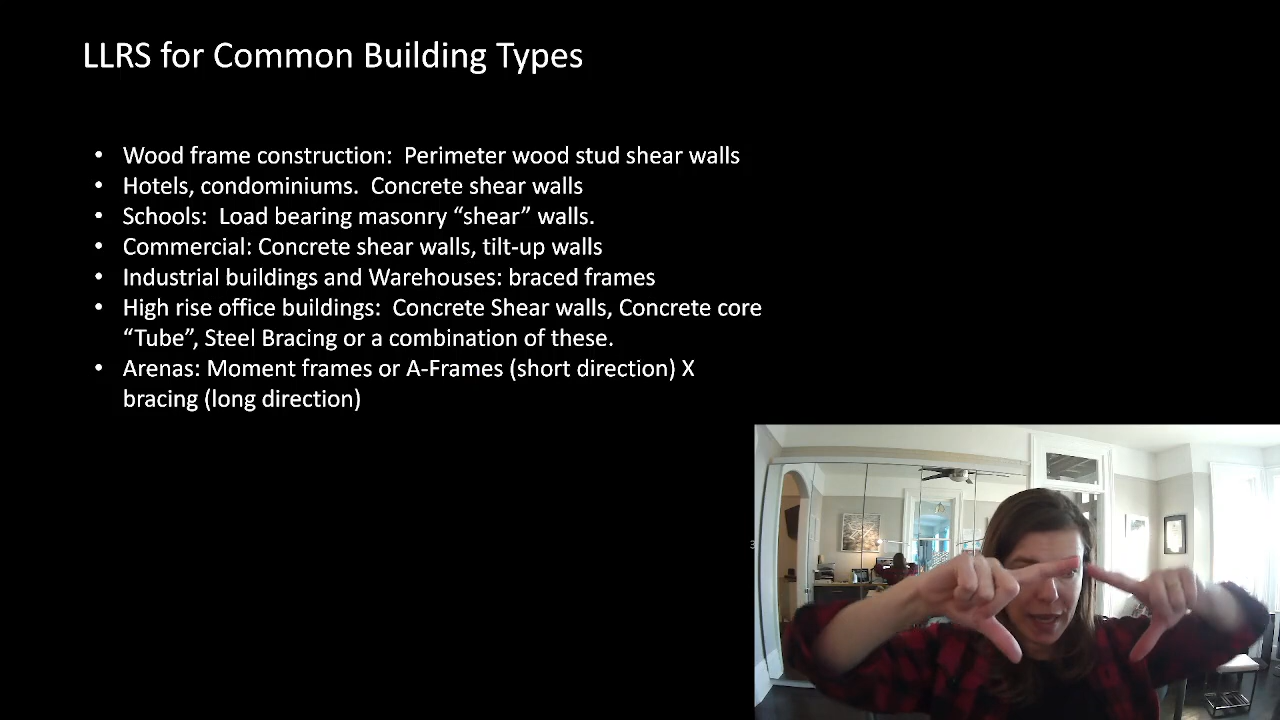 LLRS for Common Building Types
• Wood frame construction:  Perimeter wood stud shear walls
• Hotels, condominiums.  Concrete shear walls
• Schools:  Load bearing masonry “shear” walls.
• Commercial: Concrete shear walls, tilt-up walls
• Industrial buildings and Warehouses: braced frames
• High rise office buildings:  Concrete Shear walls, Concrete core
“Tube”, Steel Bracing or a combination of these.
• Arenas: Moment frames or A-Frames (short direction) X
bracing (long direction)
3